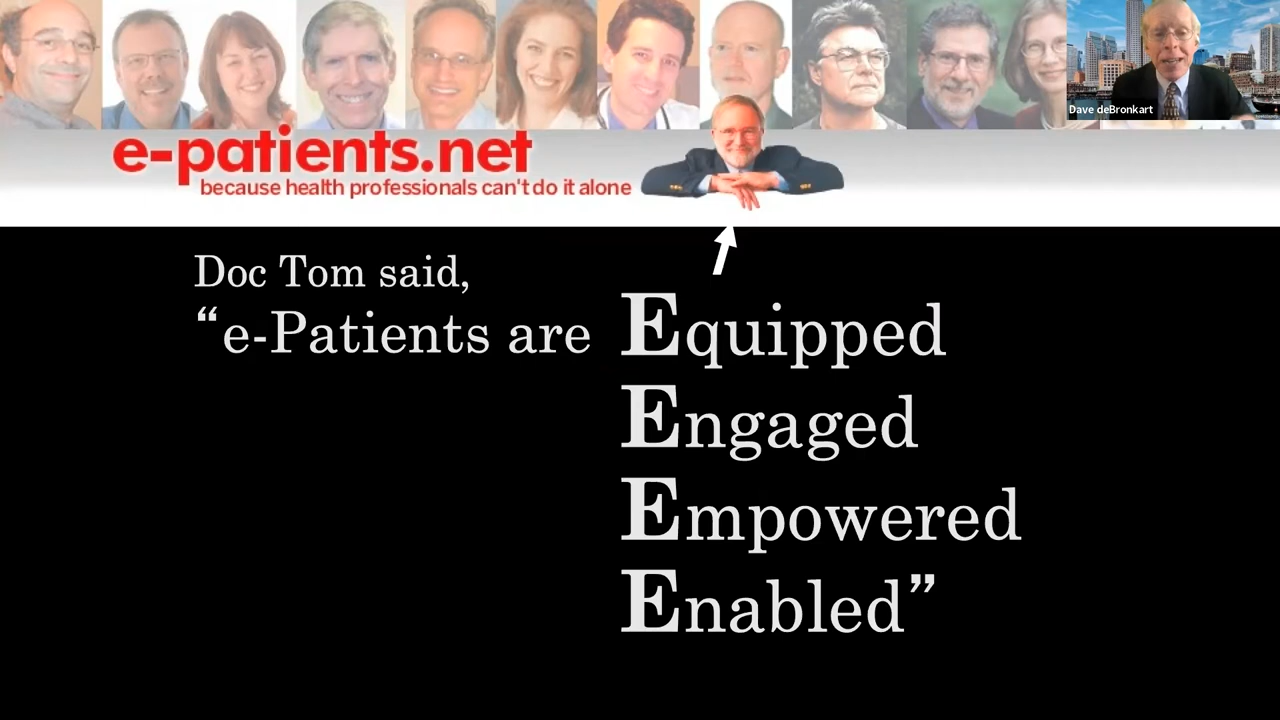 Dave deBronkart
e-patients.net
because health professionals can't do it alone
Doc Tom said,
“e-Patients are Equipped
Engaged
Empowered
Enabled”